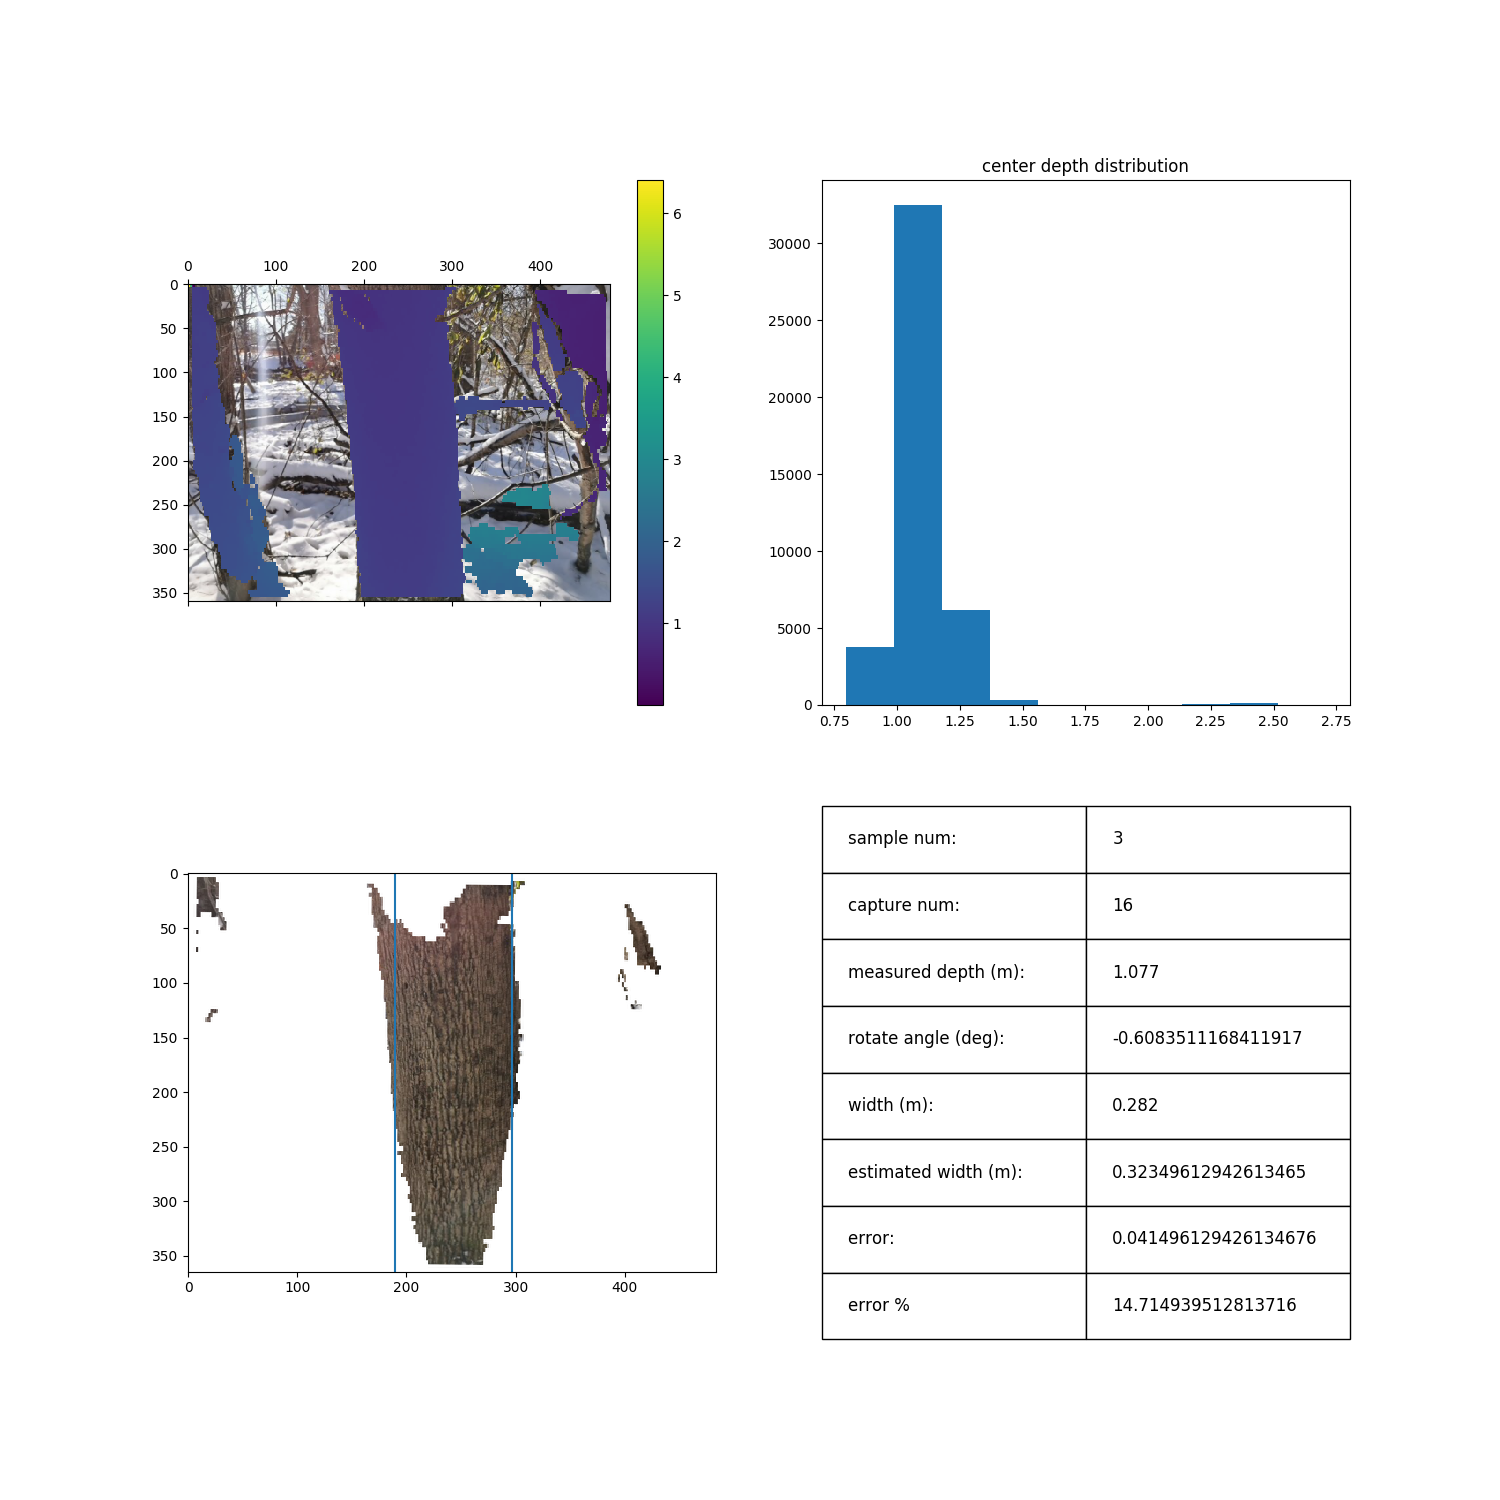 center depth distribution
0 100 200 300 400
0
50
100
150
200
250
300
350
6
5
4
3
2
1
30000
25000
20000
15000
10000
5000
0
0.75 1.00 1.25 1.50 1.75 2.00 2.25 2.50 2.75
0
50
100
150
200
250
300
350
0 100 200 300 400
sample num: 3
capture num: 16
measured depth (m): 1.077
rotate angle (deg): -0.6083511168411917
width (m): 0.282
estimated width (m): 0.32349612942613465
error: 0.041496129426134676
error % 14.714939512813716